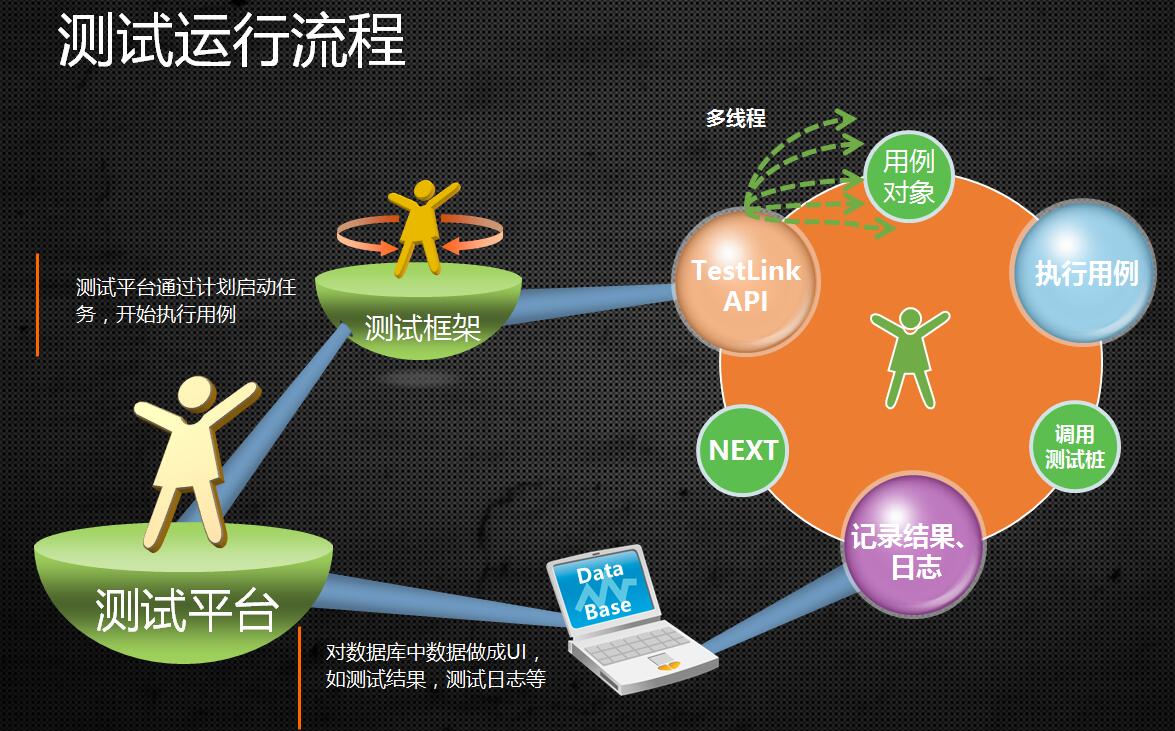 测试运行流程
多线程
用例
对象
TestLink
API
执行用例
测试平台通过计划启动任
务，开始执行用例
测试框架
NEXT
调用
测试桩
记录结果、
日志
Data
Base
测试平台
对数据库中数据做成UI，
如测试结果，测试日志等